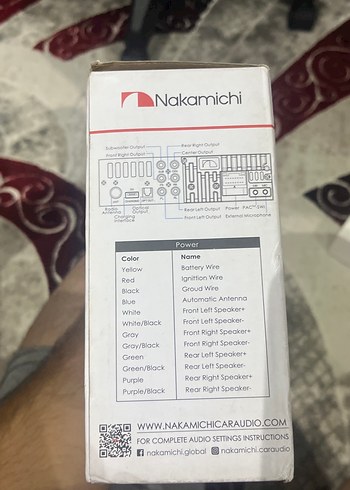 Nakamichi
Subwoofer Output
Rear Right Output
Front Right Output
Center Output
Radio Antenna
Charging Interface
Optical Output
Rear Left Output
Front Left Output
Power
External Microphone
Power
Color Name
Yellow Battery Wire
Red Ignition Wire
Black Groud Wire
Blue Automatic Antenna
White Front Left Speaker+
White/Black Front Left Speaker-
Gray Front Right Speaker+
Gray/Black Front Right Speaker-
Green Rear Left Speaker+
Green/Black Rear Left Speaker-
Purple Rear Right Speaker+
Purple/Black Rear Right Speaker-
WWW.NAKAMICHICARAUDIO.COM
FOR COMPLETE AUDIO SETTINGS INSTRUCTIONS
nakamichi.global nakamichi.caraudio